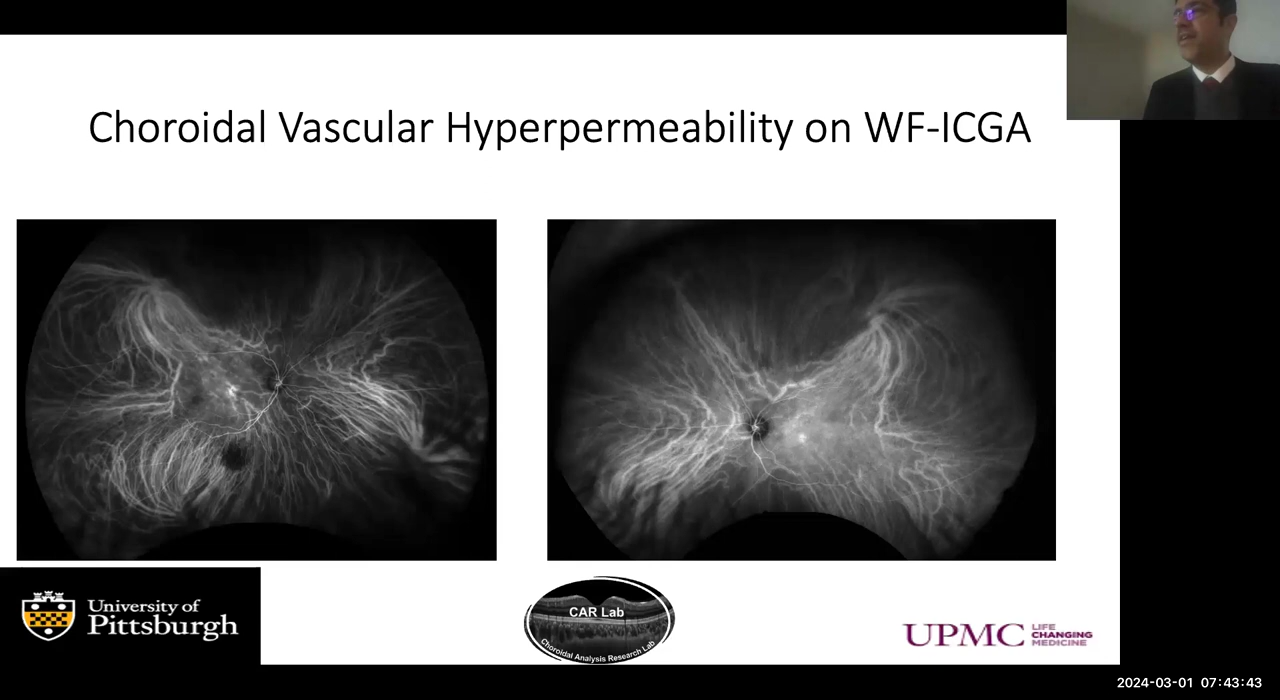 Choroidal Vascular Hyperpermeability on WF-ICGA
University of
Pittsburgh
CAR Lab
Choroidal Analysis Research Lab
UPMC
LIFE
CHANGING
MEDICINE
2024-03-01 07:43:43